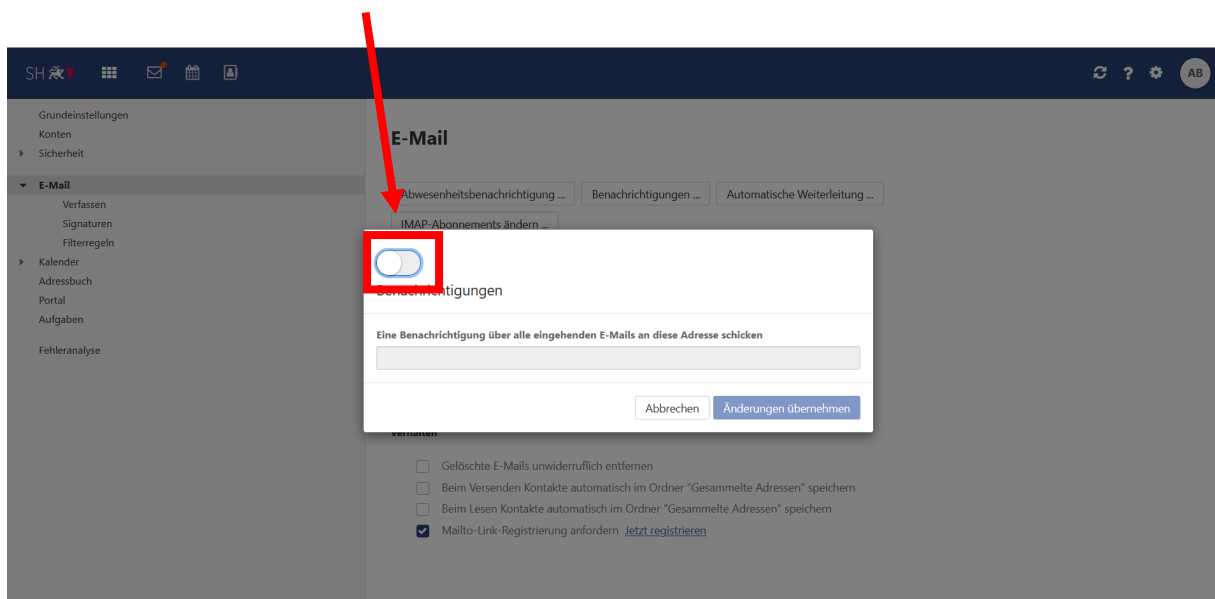 SH
AB
Grundeinstellungen
Konten
Sicherheit
E-Mail
Verfassen
Signaturen
Filterregeln
Kalender
Adressbuch
Portal
Aufgaben
Fehleranalyse
E-Mail
Abwesenheitsbenachrichtigung ... Benachrichtigungen ... Automatische Weiterleitung ...
IMAP-Abonnements ändern ...
Benachrichtigungen
Eine Benachrichtigung über alle eingehenden E-Mails an diese Adresse schicken
Abbrechen Änderungen übernehmen
Verhalten
Gelöschte E-Mails unwiderruflich entfernen
Beim Versenden Kontakte automatisch im Ordner "Gesammelte Adressen" speichern
Beim Lesen Kontakte automatisch im Ordner "Gesammelte Adressen" speichern
Mailto-Link-Registrierung anfordern Jetzt registrieren